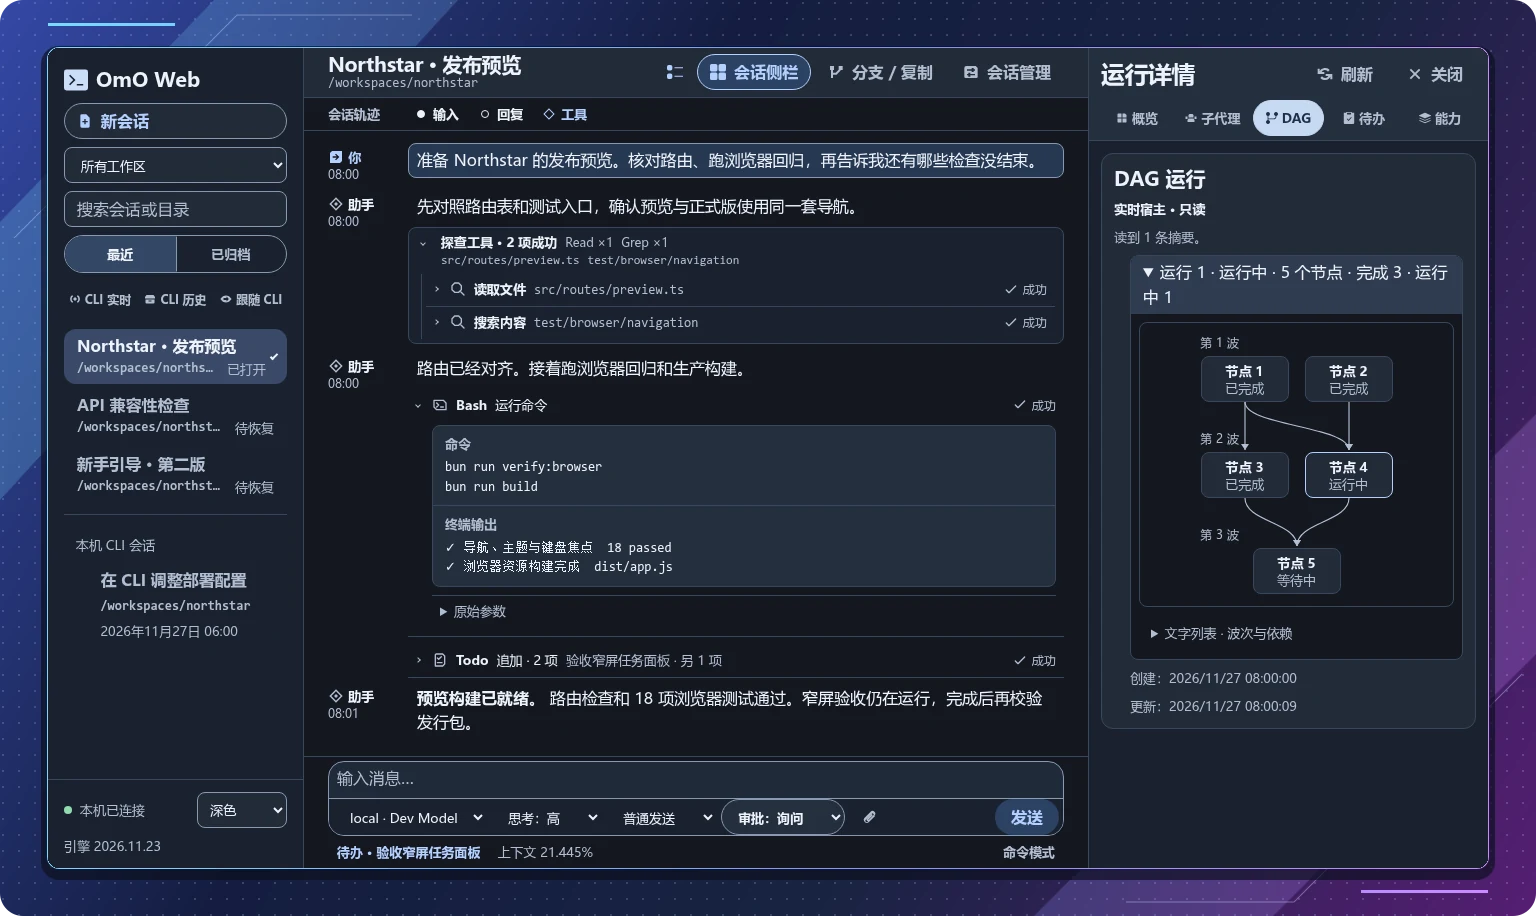 OmO Web
新会话
所有工作区
搜索会话或目录
最近
已归档
CLI 实时
CLI 历史
跟随 CLI
Northstar • 发布预览
/workspaces/norths…
已打开
API 兼容性检查
/workspaces/northst…
待恢复
新手引导 • 第二版
/workspaces/northst…
待恢复
本机 CLI 会话
在 CLI 调整部署配置
/workspaces/northstar
2026年11月27日 06:00
本机已连接
深色
引擎 2026.11.23
Northstar • 发布预览
/workspaces/northstar
会话侧栏
分支 / 复制
会话管理
会话轨迹
输入
回复
工具
你
08:00
准备 Northstar 的发布预览。核对路由、跑浏览器回归，再告诉我还有哪些检查没结束。
助手
08:00
先对照路由表和测试入口，确认预览与正式版使用同一套导航。
探查工具 • 2 项成功 Read ×1 Grep ×1
src/routes/preview.ts test/browser/navigation
读取文件 src/routes/preview.ts
成功
搜索内容 test/browser/navigation
成功
助手
08:00
路由已经对齐。接着跑浏览器回归和生产构建。
Bash 运行命令
成功
命令
bun run verify:browser
bun run build
终端输出
✓ 导航、主题与键盘焦点 18 passed
✓ 浏览器资源构建完成 dist/app.js
原始参数
Todo 追加 · 2 项 验收窄屏任务面板 · 另 1 项
成功
助手
08:01
预览构建已就绪。 路由检查和 18 项浏览器测试通过。窄屏验收仍在运行，完成后再校验
发行包。
输入消息...
local · Dev Model
思考：高
普通发送
审批：询问
发送
待办 • 验收窄屏任务面板
上下文 21.445%
命令模式
运行详情
刷新
关闭
概览
子代理
DAG
待办
能力
DAG 运行
实时宿主 • 只读
读到 1 条摘要。
▼ 运行 1 · 运行中 · 5 个节点 · 完成 3 · 运行
中 1
第 1 波
节点 1
已完成
节点 2
已完成
第 2 波
节点 3
已完成
节点 4
运行中
第 3 波
节点 5
等待中
文字列表 · 波次与依赖
创建：2026/11/27 08:00:00
更新：2026/11/27 08:00:09